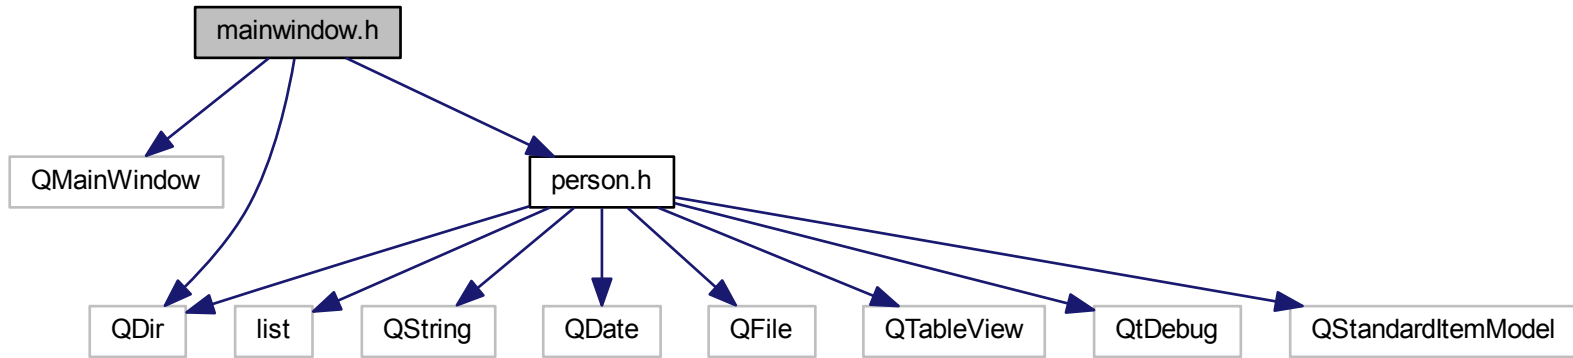 mainwindow.h
QMainWindow
person.h
QDir
list
QString
QDate
QFile
QTableView
QtDebug
QStandardItemModel